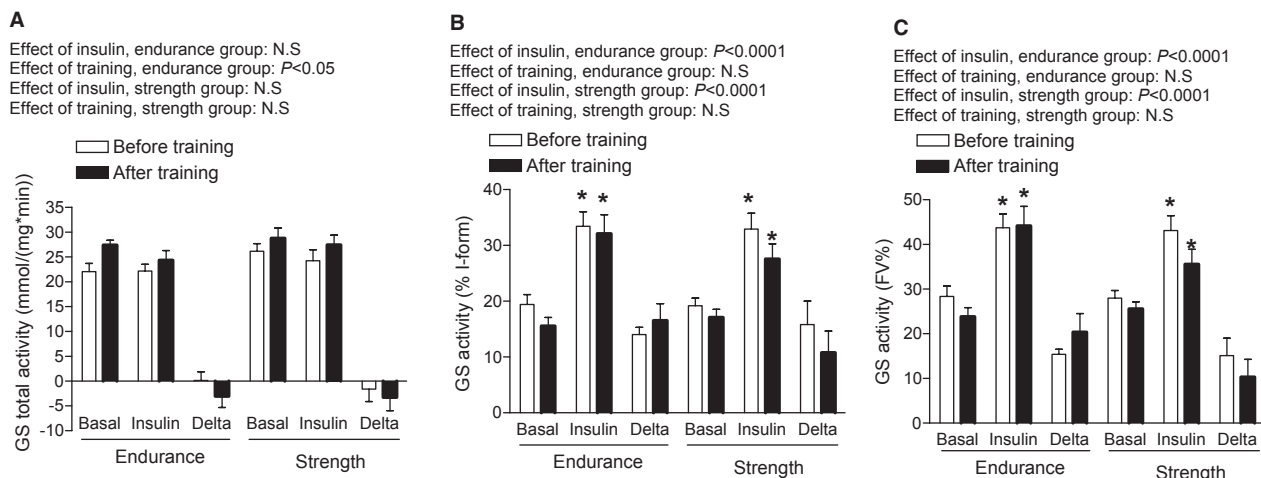 A
Effect of insulin, endurance group: N.S
Effect of training, endurance group: P<0.05
Effect of insulin, strength group: N.S
Effect of training, strength group: N.S
Before training
After training
GS total activity (mmol/(mg*min))
35
30
25
20
15
10
5
0
-5
-10
Basal Insulin Delta Basal Insulin Delta
Endurance Strength
B
Effect of insulin, endurance group: P<0.0001
Effect of training, endurance group: N.S
Effect of insulin, strength group: P<0.0001
Effect of training, strength group: N.S
Before training
After training
GS activity (% I-form)
40
30
20
10
0
* * * *
Basal Insulin Delta Basal Insulin Delta
Endurance Strength
C
Effect of insulin, endurance group: P<0.0001
Effect of training, endurance group: N.S
Effect of insulin, strength group: P<0.0001
Effect of training, strength group: N.S
Before training
After training
GS activity (FV%)
50
40
30
20
10
0
* * * *
Basal Insulin Delta Basal Insulin Delta
Endurance Strength